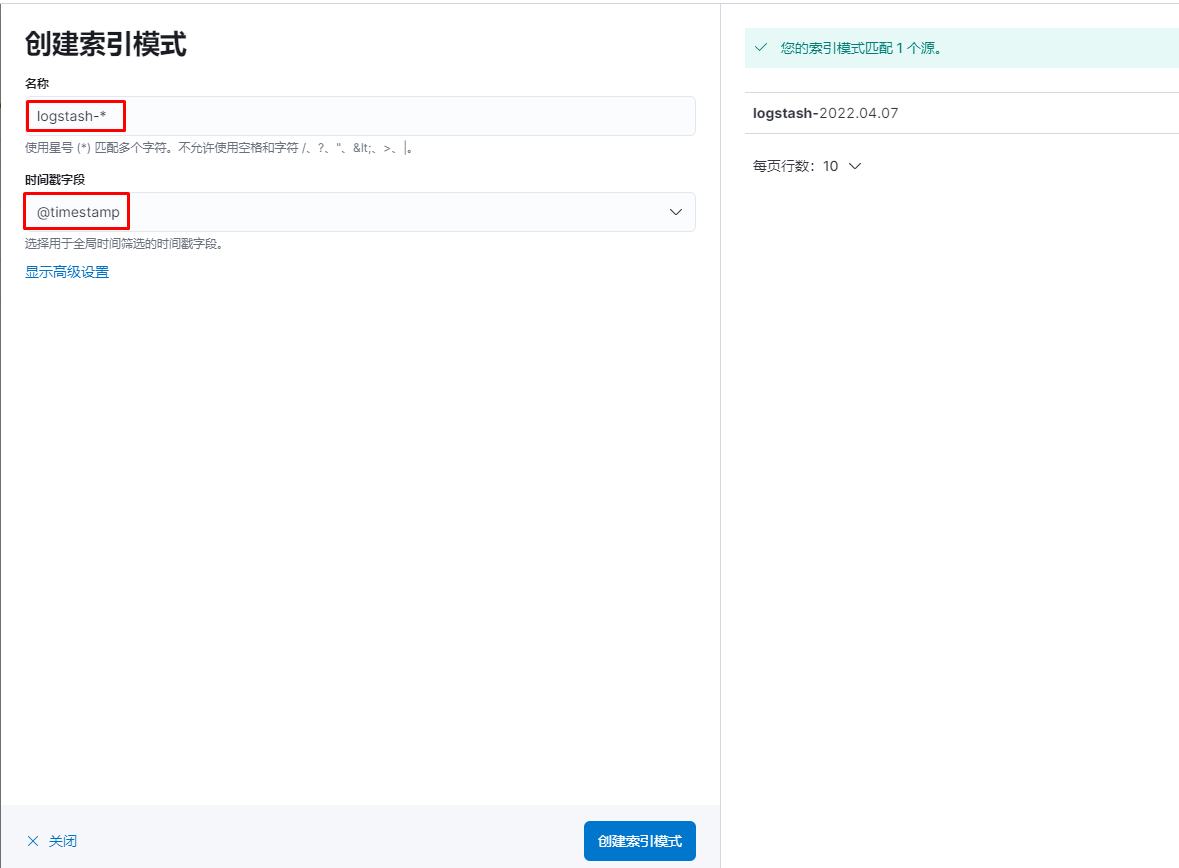 创建索引模式
名称
logstash-*
使用星号 (*) 匹配多个字符。不允许使用空格和字符 /、?、"、&lt;、>、|。
时间戳字段
@timestamp
选择用于全局时间筛选的时间戳字段。
显示高级设置
关闭
创建索引模式
您的索引模式匹配 1 个源。
logstash-2022.04.07
每页行数: 10